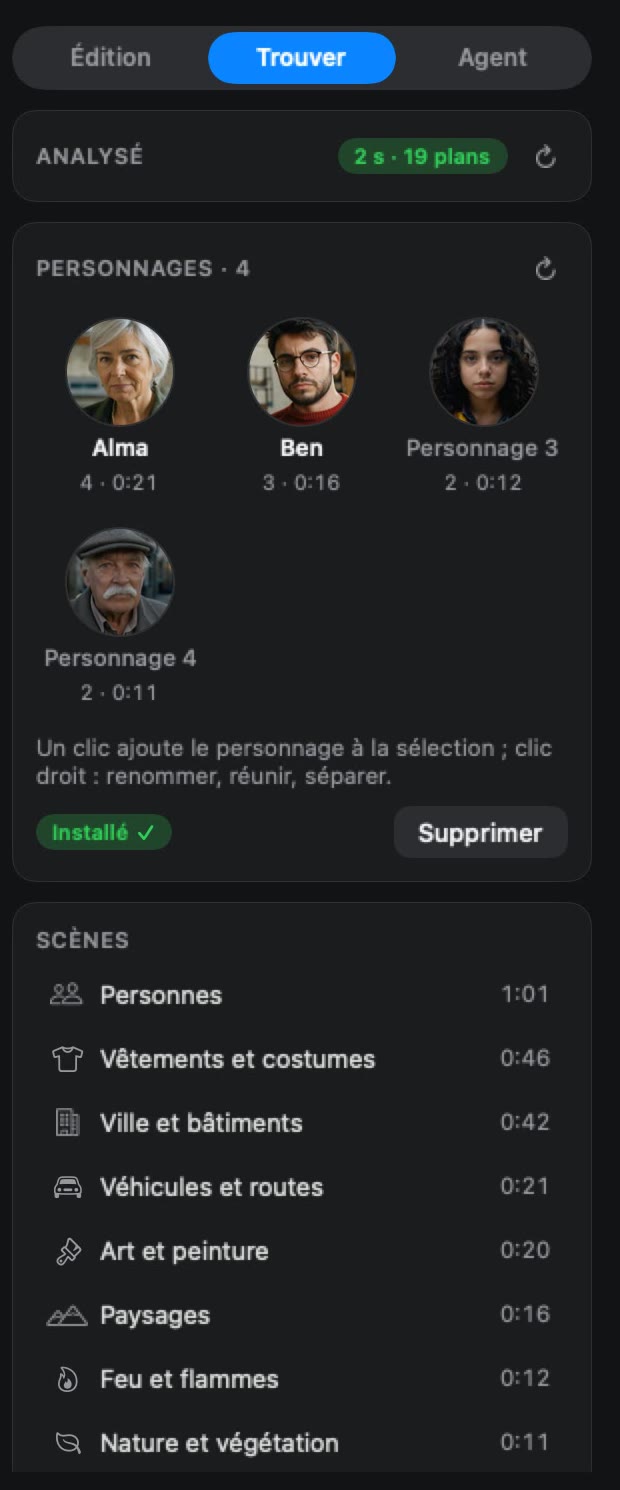 Édition
Trouver
Agent
ANALYSÉ
2 s · 19 plans
PERSONNAGES · 4
Alma
Ben
Personnage 3
4 · 0:21
3 · 0:16
2 · 0:12
Personnage 4
2 · 0:11
Un clic ajoute le personnage à la sélection ; clic
droit : renommer, réunir, séparer.
Installé ✓
Supprimer
SCÈNES
Personnes 1:01
Vêtements et costumes 0:46
Ville et bâtiments 0:42
Véhicules et routes 0:21
Art et peinture 0:20
Paysages 0:16
Feu et flammes 0:12
Nature et végétation 0:11